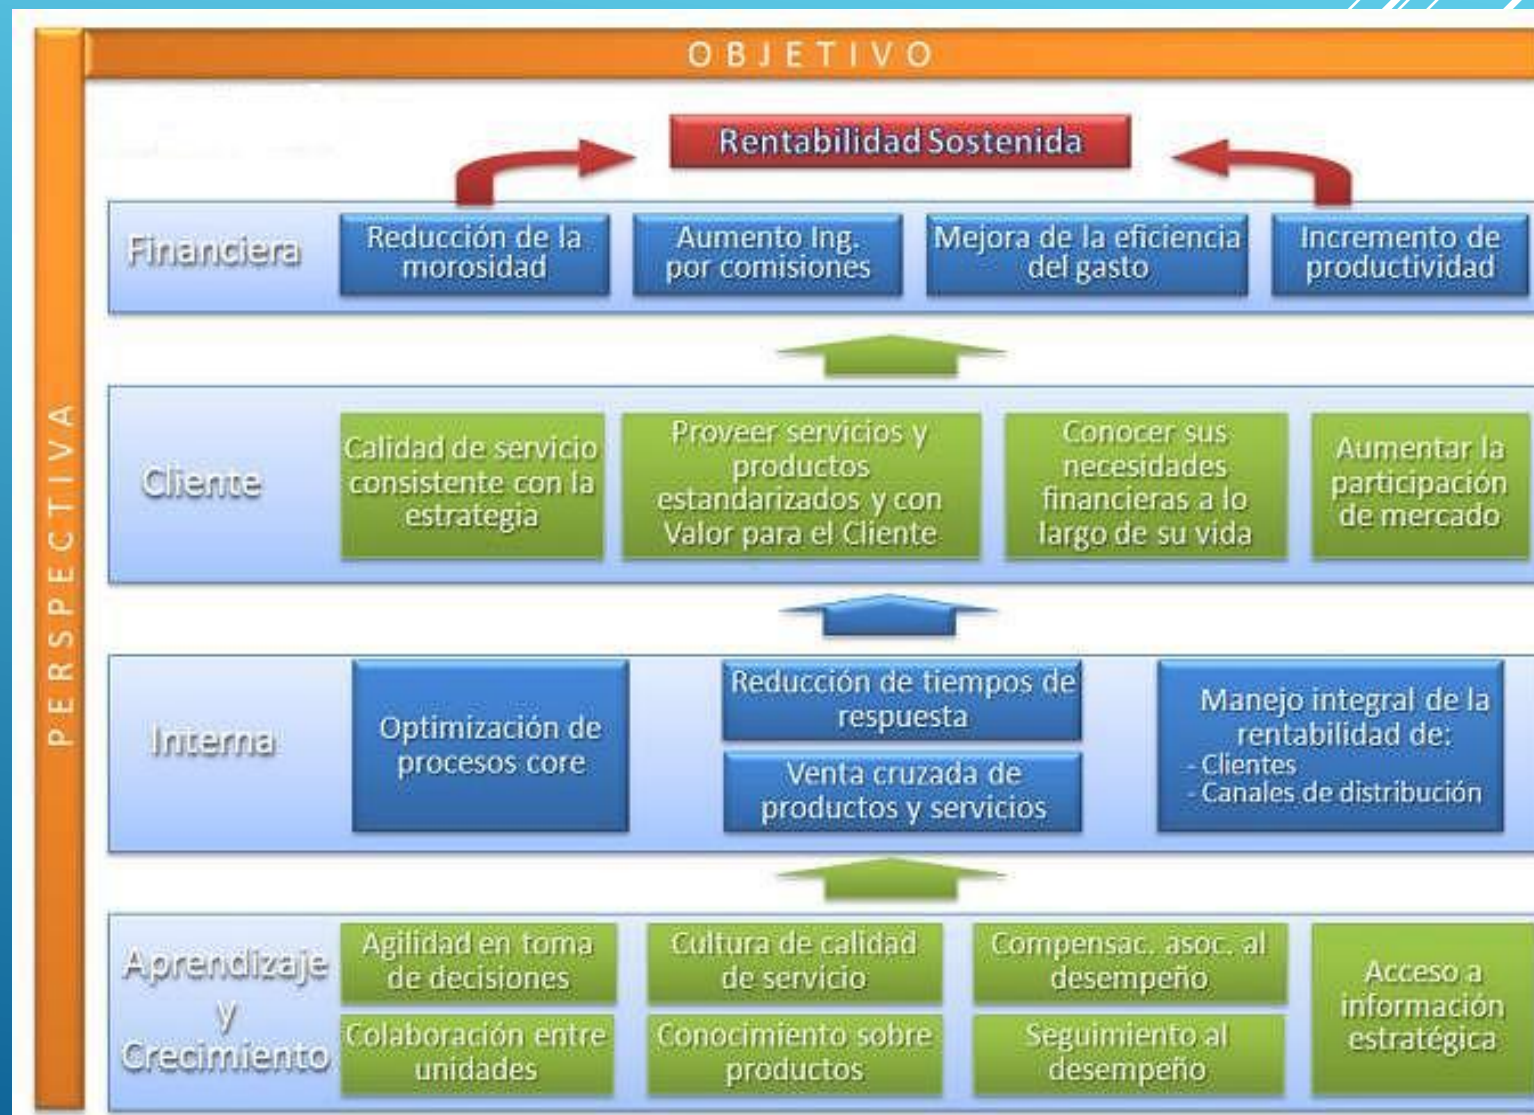 OBJETIVO
PERSPECTIVA
Rentabilidad Sostenida
Financiera
Reducción de la
morosidad
Aumento Ing.
por comisiones
Mejora de la eficiencia
del gasto
Incremento de
productividad
Cliente
Calidad de servicio
consistente con la
estrategia
Proveer servicios y
productos
estandarizados y con
Valor para el Cliente
Conocer sus
necesidades
financieras a lo
largo de su vida
Aumentar la
participación
de mercado
Interna
Optimización de
procesos core
Reducción de tiempos de
respuesta
Venta cruzada de
productos y servicios
Manejo integral de la
rentabilidad de:
- Clientes
- Canales de distribución
Aprendizaje
y
Crecimiento
Agilidad en toma
de decisiones
Cultura de calidad
de servicio
Compensac. asoc. al
desempeño
Acceso a
información
estratégica
Colaboración entre
unidades
Conocimiento sobre
productos
Seguimiento al
desempeño